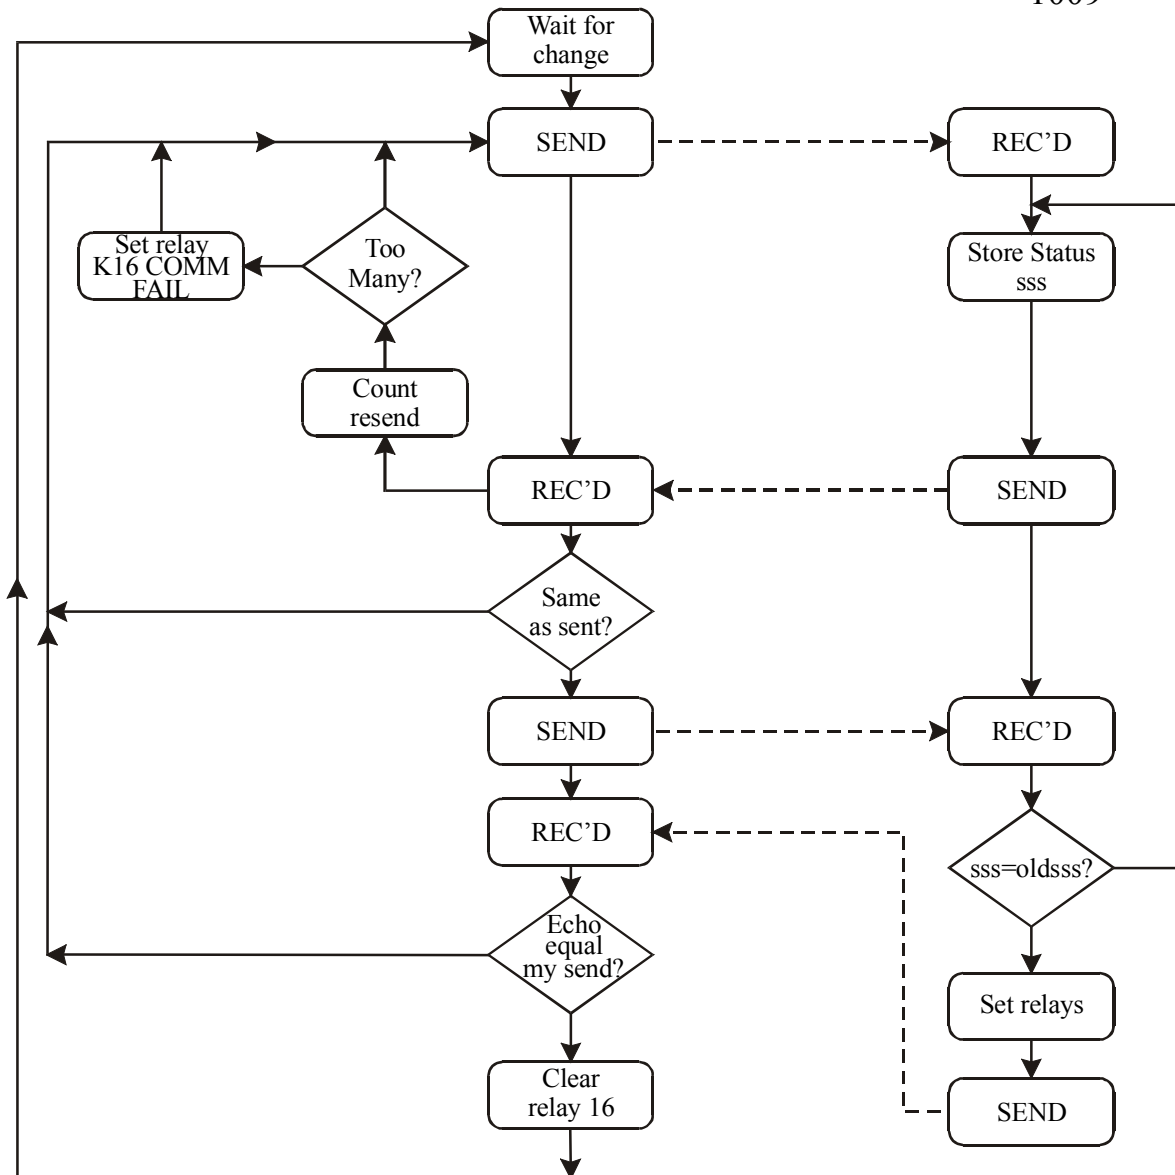 Wait for
change
SEND
REC’D
Set relay
K16 COMM
FAIL
Too
Many?
Store Status
sss
Count
resend
REC’D
SEND
Same
as sent?
SEND
REC’D
REC’D
sss=oldsss?
Echo
equal
my send?
Set relays
Clear
relay 16
SEND